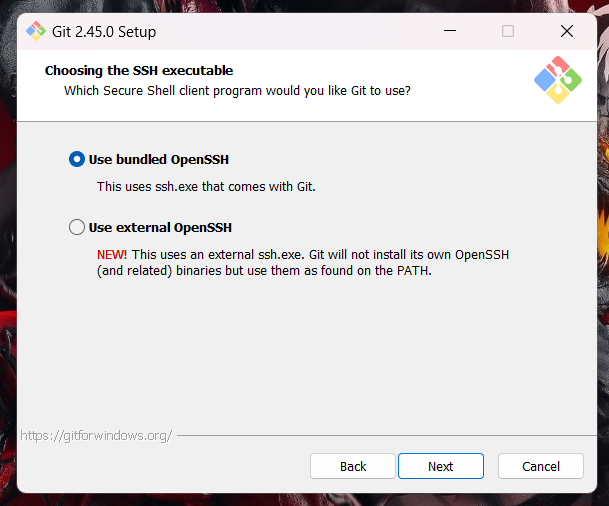 Git 2.45.0 Setup
Choosing the SSH executable
Which Secure Shell client program would you like Git to use?
Use bundled OpenSSH
This uses ssh.exe that comes with Git.
Use external OpenSSH
NEW! This uses an external ssh.exe. Git will not install its own OpenSSH
(and related) binaries but use them as found on the PATH.
https://gitforwindows.org/
Back
Next
Cancel